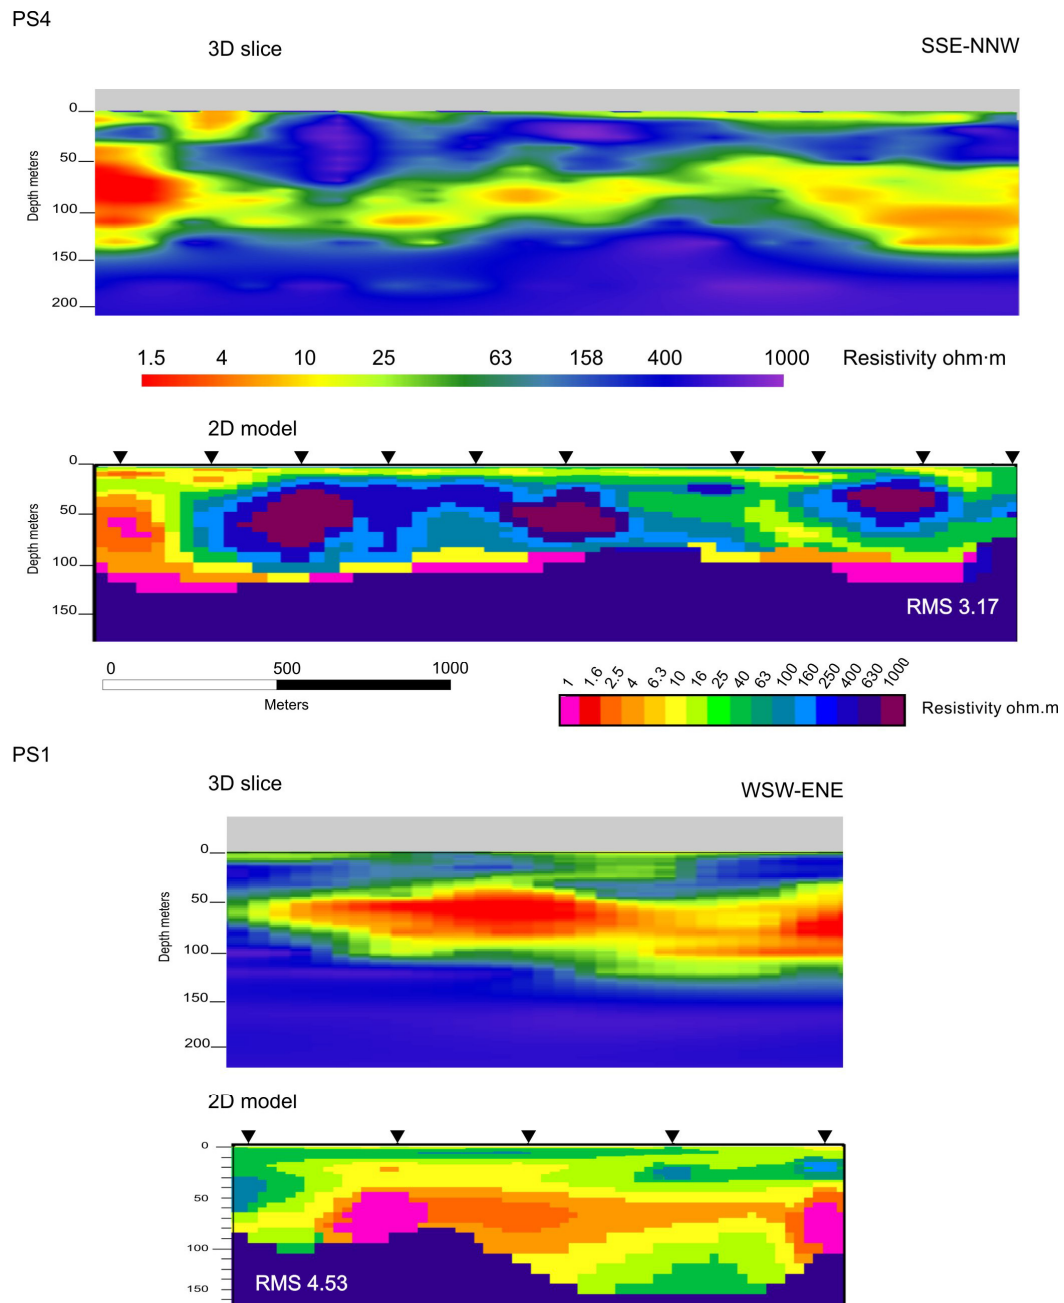 PS4
3D slice
SSE-NNW
0
50
100
150
200
Depth meters
1.5 4 10 25 63 158 400 1000 Resistivity ohm·m
2D model
0
50
100
150
Depth meters
RMS 3.17
0 500 1000
Meters
1 1.6 2.5 4 6.3 10 16 25 40 63 100 160 250 400 630 1000
Resistivity ohm.m
PS1
3D slice
WSW-ENE
0
50
100
150
200
Depth meters
2D model
0
50
100
150
RMS 4.53